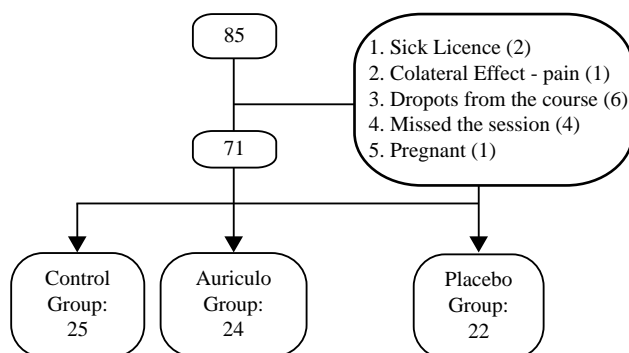 85
1. Sick Licence (2)
2. Colateral Effect - pain (1)
3. Dropots from the course (6)
4. Missed the session (4)
5. Pregnant (1)
71
Control
Group:
25
Auriculo
Group:
24
Placebo
Group:
22